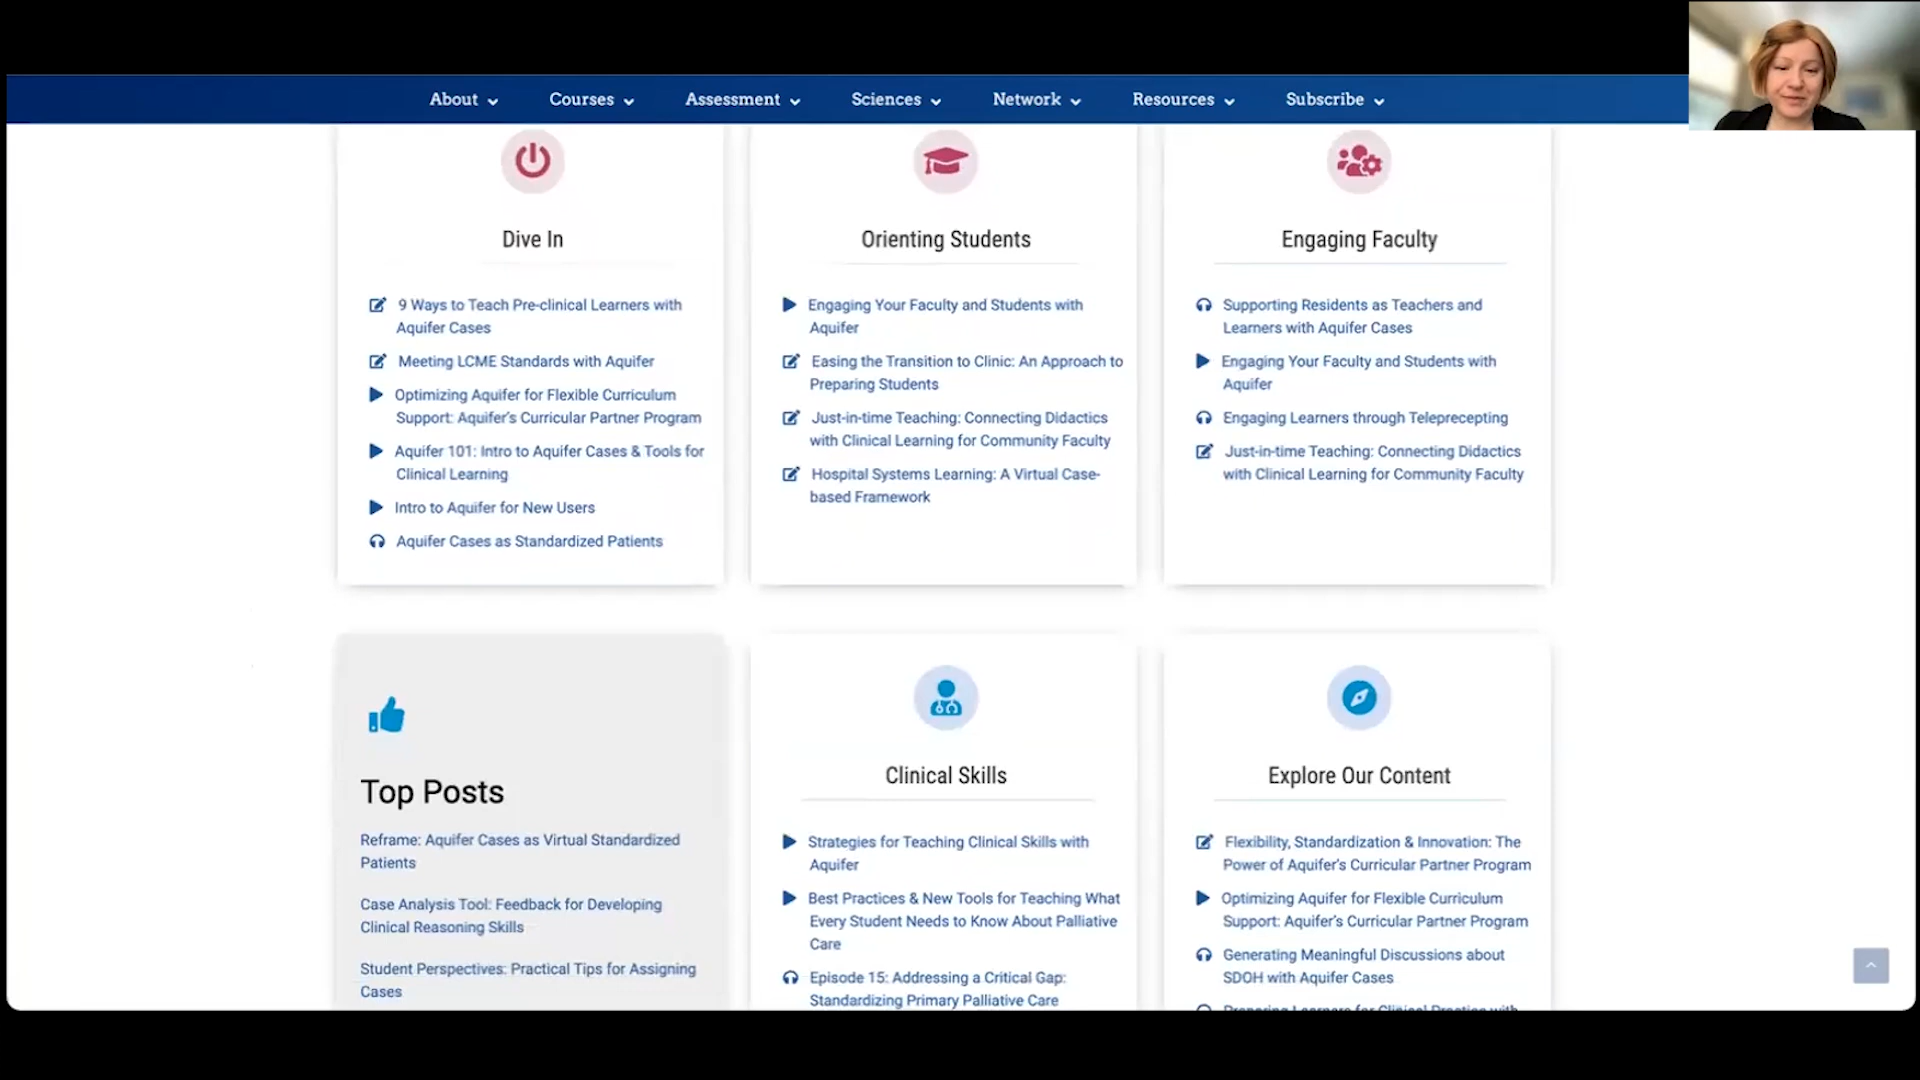 About
Courses
Assessment
Sciences
Network
Resources
Subscribe
Dive In
9 Ways to Teach Pre-clinical Learners with
Aquifer Cases
Meeting LCME Standards with Aquifer
Optimizing Aquifer for Flexible Curriculum
Support: Aquifer's Curricular Partner Program
Aquifer 101: Intro to Aquifer Cases & Tools for
Clinical Learning
Intro to Aquifer for New Users
Aquifer Cases as Standardized Patients
Orienting Students
Engaging Your Faculty and Students with
Aquifer
Easing the Transition to Clinic: An Approach to
Preparing Students
Just-in-time Teaching: Connecting Didactics
with Clinical Learning for Community Faculty
Hospital Systems Learning: A Virtual Case-
based Framework
Engaging Faculty
Supporting Residents as Teachers and
Learners with Aquifer Cases
Engaging Your Faculty and Students with
Aquifer
Engaging Learners through Teleprecepting
Just-in-time Teaching: Connecting Didactics
with Clinical Learning for Community Faculty
Top Posts
Reframe: Aquifer Cases as Virtual Standardized
Patients
Case Analysis Tool: Feedback for Developing
Clinical Reasoning Skills
Student Perspectives: Practical Tips for Assigning
Cases
Clinical Skills
Strategies for Teaching Clinical Skills with
Aquifer
Best Practices & New Tools for Teaching What
Every Student Needs to Know About Palliative
Care
Episode 15: Addressing a Critical Gap:
Standardizing Primary Palliative Care
Explore Our Content
Flexibility, Standardization & Innovation: The
Power of Aquifer's Curricular Partner Program
Optimizing Aquifer for Flexible Curriculum
Support: Aquifer's Curricular Partner Program
Generating Meaningful Discussions about
SDOH with Aquifer Cases
Preparing Learners for Clinical Practice with